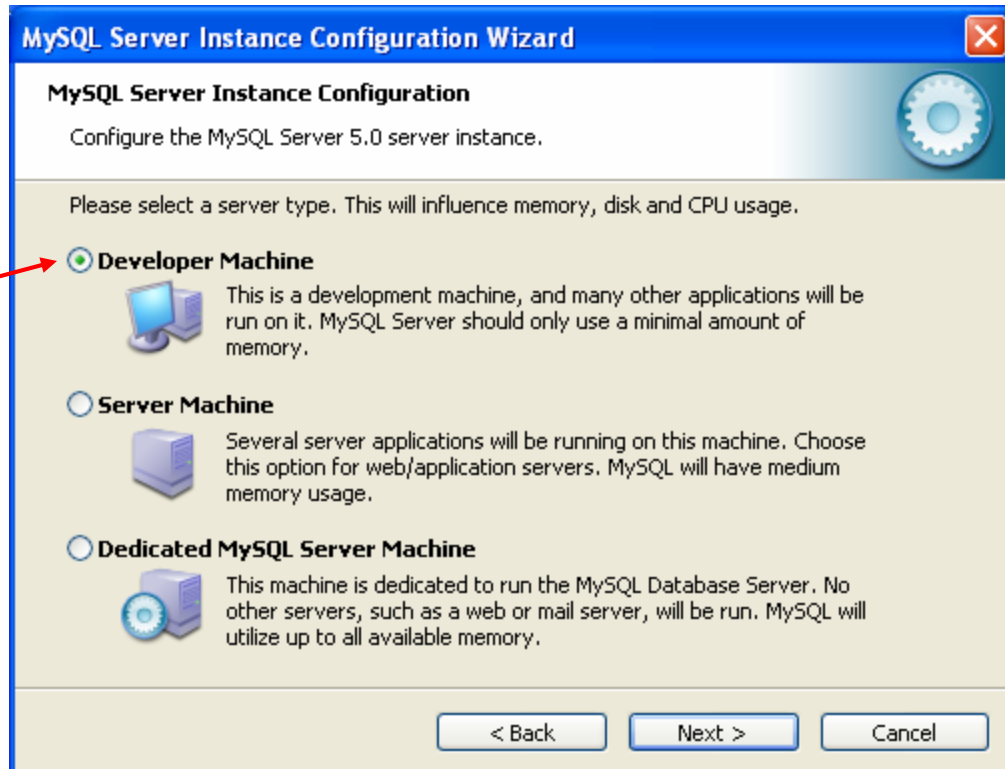 MySQL Server Instance Configuration Wizard
MySQL Server Instance Configuration
Configure the MySQL Server 5.0 server instance.
Please select a server type. This will influence memory, disk and CPU usage.
Developer Machine
This is a development machine, and many other applications will be
run on it. MySQL Server should only use a minimal amount of
memory.
Server Machine
Several server applications will be running on this machine. Choose
this option for web/application servers. MySQL will have medium
memory usage.
Dedicated MySQL Server Machine
This machine is dedicated to run the MySQL Database Server. No
other servers, such as a web or mail server, will be run. MySQL will
utilize up to all available memory.
< Back Next > Cancel